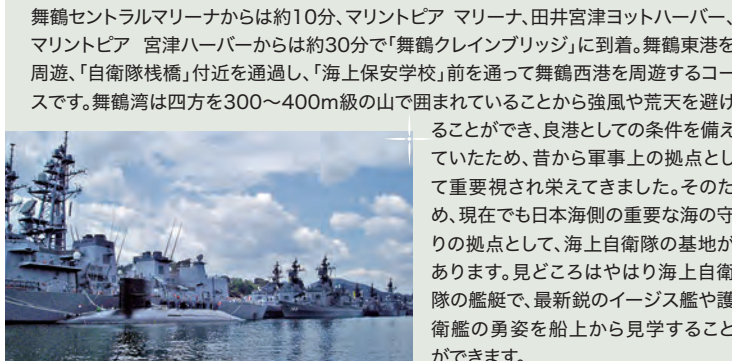 舞鶴セントラルマリーナからは約10分、マリントピア マリーナ、田井宮津ヨットハーバー、
マリントピア 宮津ハーバーからは約30分で「舞鶴クレインブリッジ」に到着。舞鶴東港を
周遊、「自衛隊桟橋」付近を通過し、「海上保安学校」前を通って舞鶴西港を周遊するコー
スです。舞鶴湾は四方を300〜400m級の山で囲まれていることから強風や荒天を避け
ることができ、良港としての条件を備え
ていたため、昔から軍事上の拠点とし
て重要視され栄えてきました。そのた
め、現在でも日本海側の重要な海の守
りの拠点として、海上自衛隊の基地が
あります。見どころはやはり海上自衛
隊の艦艇で、最新鋭のイージス艦や護
衛艦の勇姿を船上から見学すること
ができます。